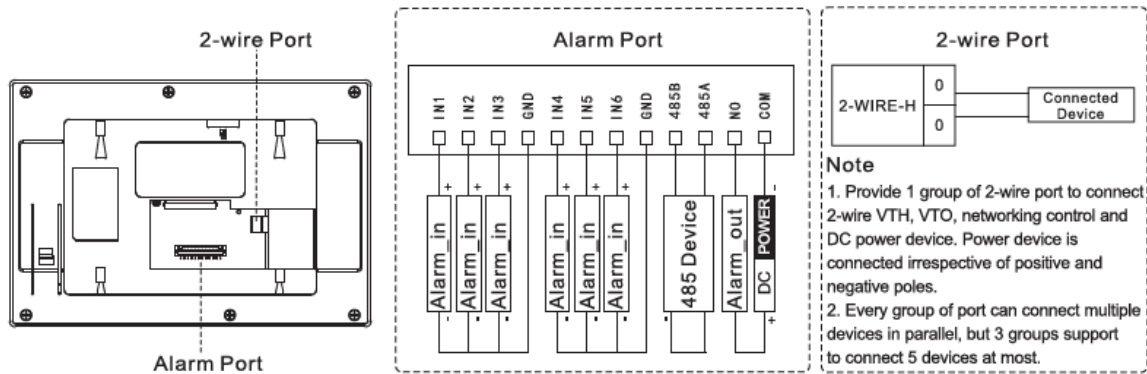 2-wire Port
Alarm Port
Alarm Port
IN1
IN2
IN3
GND
IN4
IN5
IN6
GND
485B
485A
NO
COM
+
+
+
+
+
+
-
Alarm_in
Alarm_in
Alarm_in
Alarm_in
Alarm_in
Alarm_in
485 Device
Alarm_out
DC POWER
-
-
-
-
-
-
+
2-wire Port
2-WIRE-H
0
0
Connected
Device
Note
1. Provide 1 group of 2-wire port to connect
2-wire VTH, VTO, networking control and
DC power device. Power device is
connected irrespective of positive and
negative poles.
2. Every group of port can connect multiple
devices in parallel, but 3 groups support
to connect 5 devices at most.